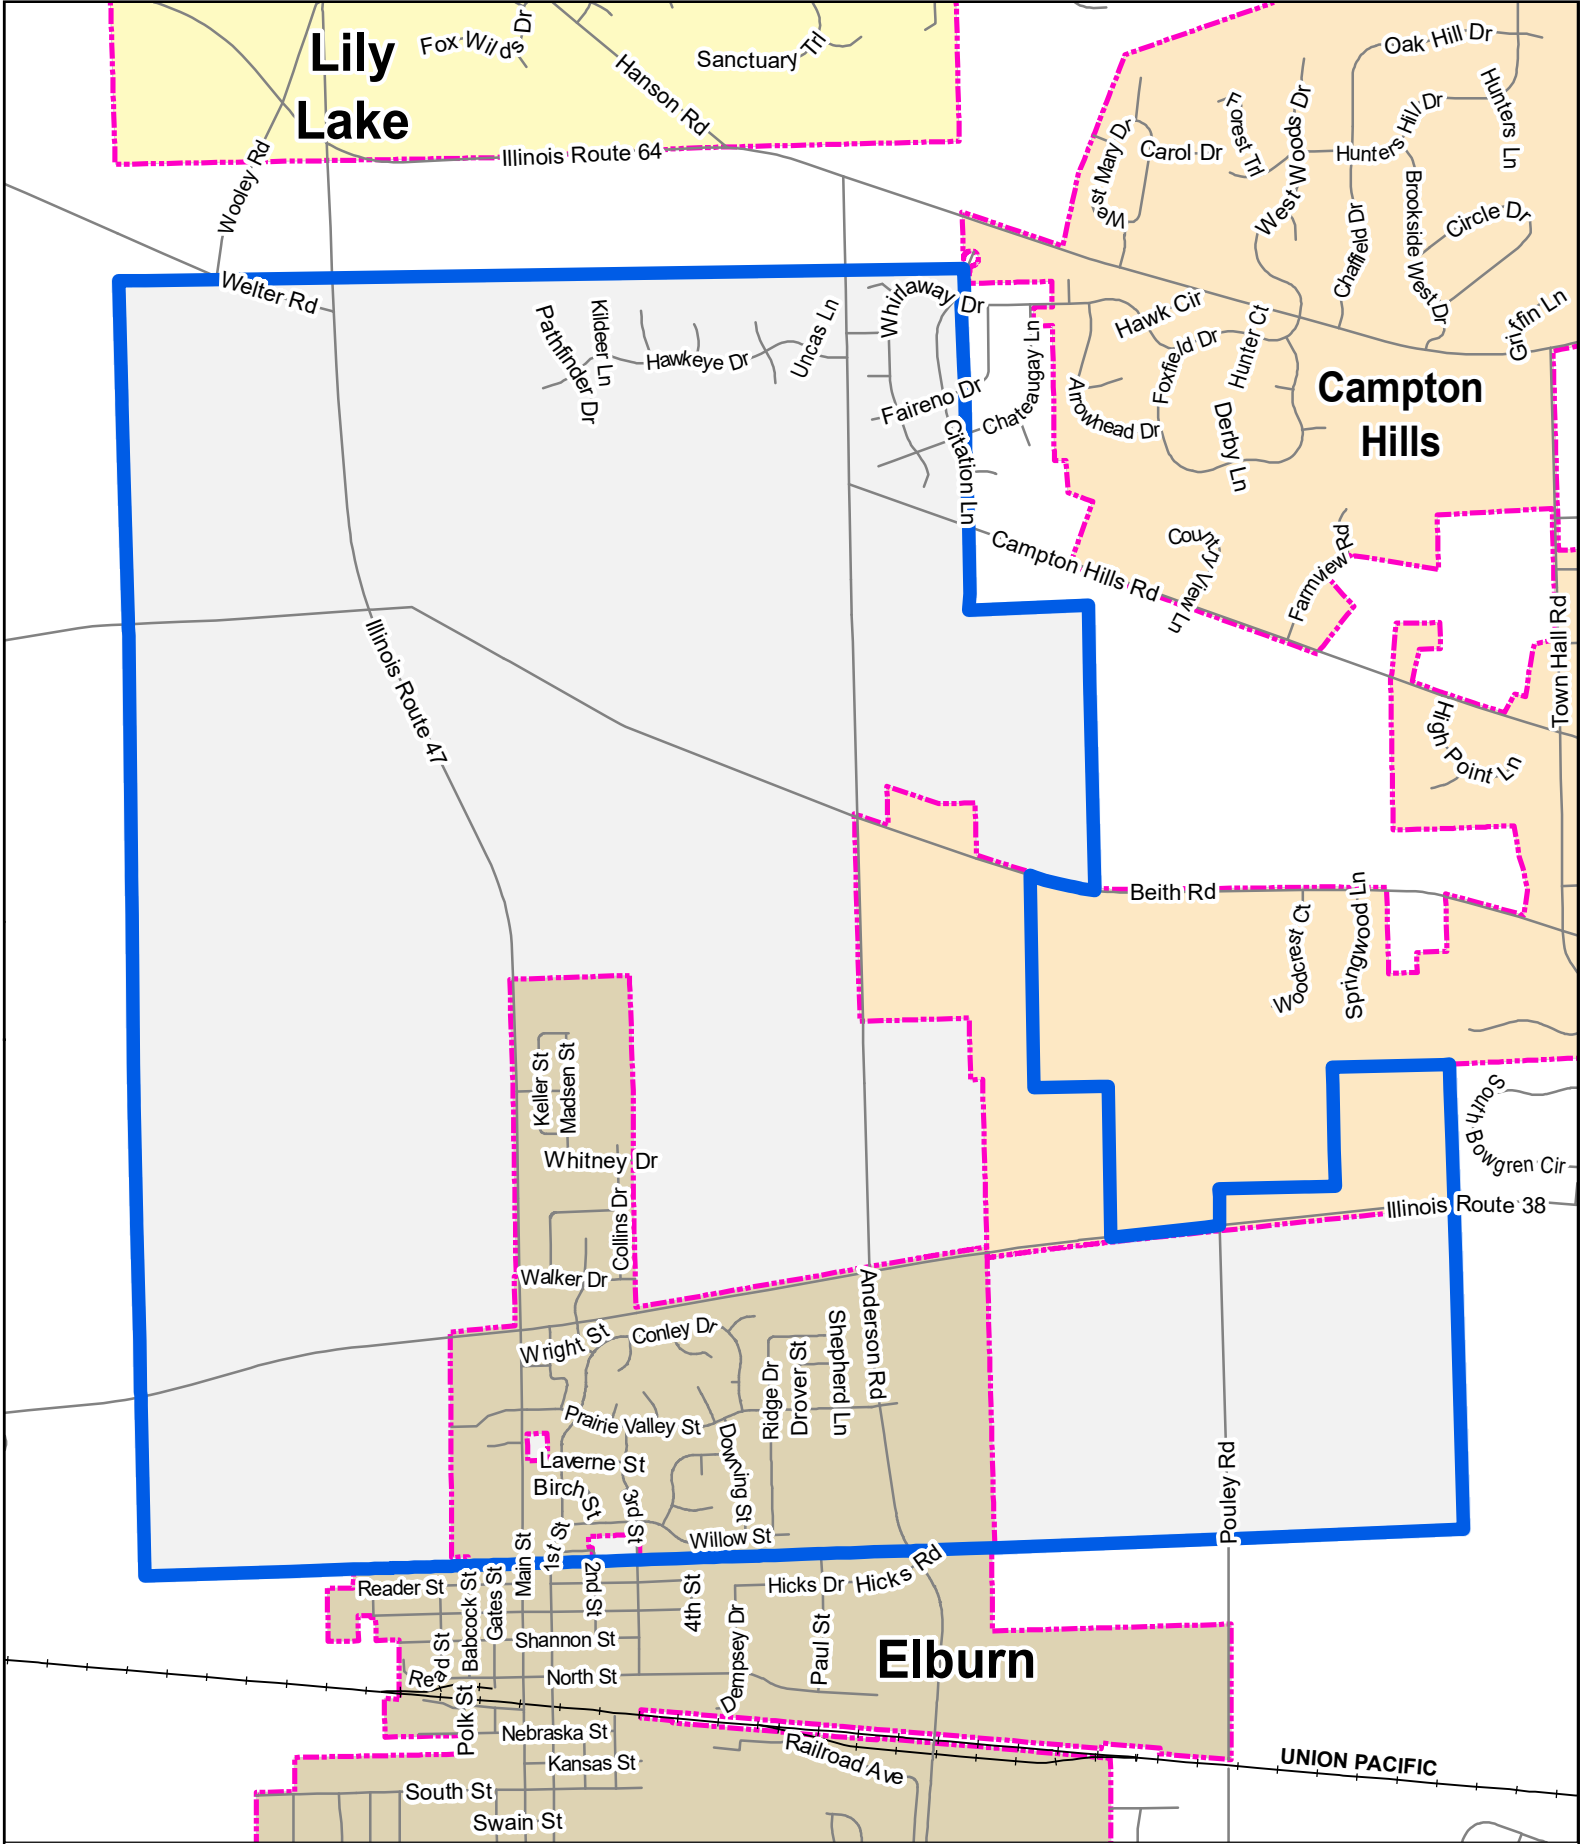 Lily
Lake
Fox Wilds Dr
Sanctuary Trl
Hanson Rd
Oak Hill Dr
Hunters Ln
Hunters Hill Dr
Forest Trl
West Woods Dr
West Mary Dr
Carol Dr
Illinois Route 64
Wooley Rd
Brookside West Dr
Circle Dr
Chaffield Dr
Welter Rd
Whirlaway Dr
Pathfinder Dr
Kildeer Ln
Hawkeye Dr
Uncas Ln
Hawk Cir
Foxfield Dr
Hunter Ct
Griffin Ln
Chateaugay Ln
Faireno Dr
Arrowhead Dr
Derby Ln
Campton
Hills
Citation Ln
Campton Hills Rd
Country View Ln
Farmview Rd
Town Hall Rd
Illinois Route 47
High Point Ln
Beith Rd
Woodcrest Ct
Springwood Ln
Keller St
Madsen St
Whitney Dr
Collins Dr
South Bowgren Cir
Illinois Route 38
Walker Dr
Anderson Rd
Wright St
Conley Dr
Ridge Dr
Drover St
Shepherd Ln
Prairie Valley St
Downing St
Laverne St
Birch St
3rd St
Pouley Rd
Willow St
Main St
1st St
2nd St
Hicks Rd
Hicks Dr
Reader St
Babcock St
Gates St
4th St
Dempsey Dr
Paul St
Shannon St
Read St
North St
Elburn
Polk St
Nebraska St
Railroad Ave
UNION PACIFIC
Kansas St
South St
Swain St